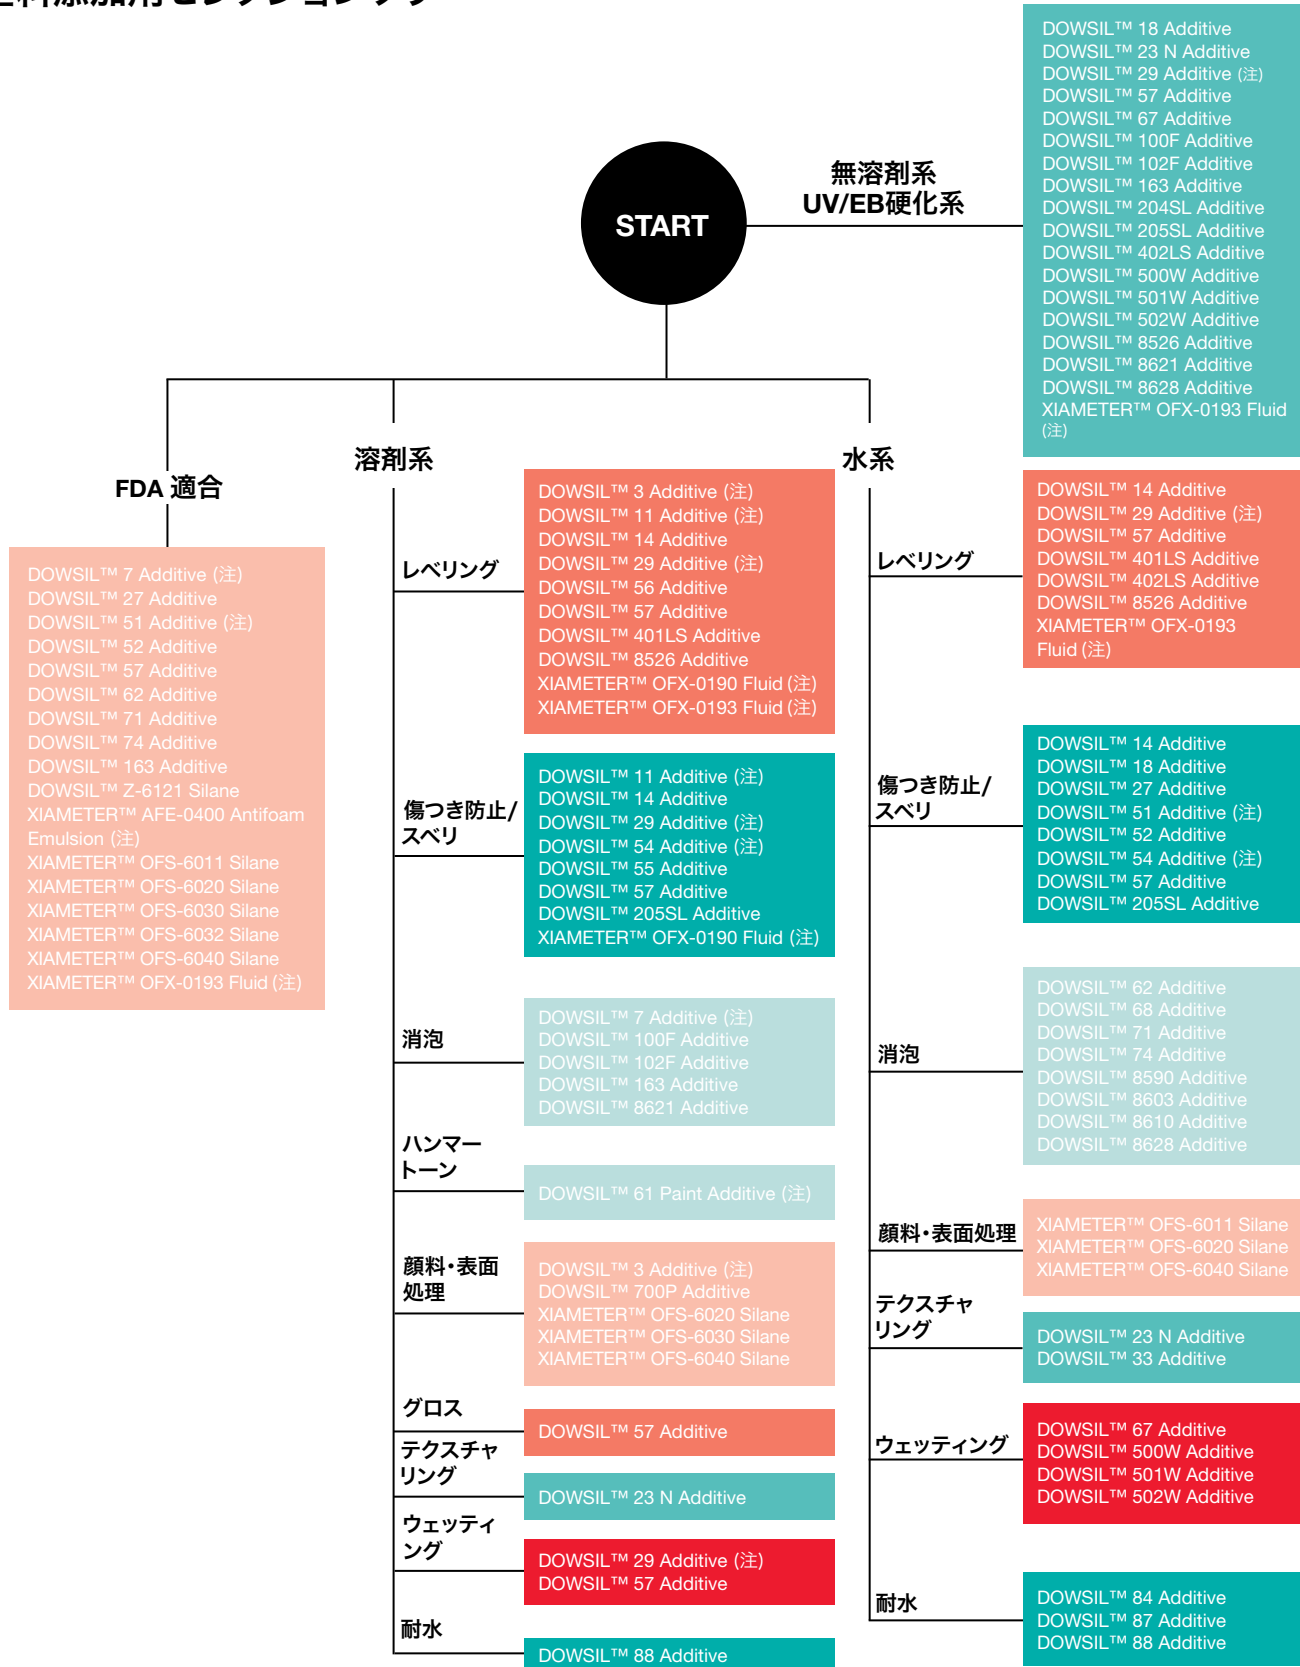 DOWSIL™ 18 Additive
DOWSIL™ 23 N Additive
DOWSIL™ 29 Additive (注)
DOWSIL™ 57 Additive
DOWSIL™ 67 Additive
DOWSIL™ 100F Additive
DOWSIL™ 102F Additive
DOWSIL™ 163 Additive
DOWSIL™ 204SL Additive
DOWSIL™ 205SL Additive
DOWSIL™ 402LS Additive
DOWSIL™ 500W Additive
DOWSIL™ 501W Additive
DOWSIL™ 502W Additive
DOWSIL™ 8526 Additive
DOWSIL™ 8621 Additive
DOWSIL™ 8628 Additive
XIAMETER™ OFX-0193 Fluid
(注)
無溶剤系
UV/EB硬化系
START
FDA 適合
DOWSIL™ 7 Additive (注)
DOWSIL™ 27 Additive
DOWSIL™ 51 Additive (注)
DOWSIL™ 52 Additive
DOWSIL™ 57 Additive
DOWSIL™ 62 Additive
DOWSIL™ 71 Additive
DOWSIL™ 74 Additive
DOWSIL™ 163 Additive
DOWSIL™ Z-6121 Silane
XIAMETER™ AFE-0400 Antifoam
Emulsion (注)
XIAMETER™ OFS-6011 Silane
XIAMETER™ OFS-6020 Silane
XIAMETER™ OFS-6030 Silane
XIAMETER™ OFS-6032 Silane
XIAMETER™ OFS-6040 Silane
XIAMETER™ OFX-0193 Fluid (注)
溶剤系
レベリング
DOWSIL™ 3 Additive (注)
DOWSIL™ 11 Additive (注)
DOWSIL™ 14 Additive
DOWSIL™ 29 Additive (注)
DOWSIL™ 56 Additive
DOWSIL™ 57 Additive
DOWSIL™ 401LS Additive
DOWSIL™ 8526 Additive
XIAMETER™ OFX-0190 Fluid (注)
XIAMETER™ OFX-0193 Fluid (注)
傷つき防止/
スベリ
DOWSIL™ 11 Additive (注)
DOWSIL™ 14 Additive
DOWSIL™ 29 Additive (注)
DOWSIL™ 54 Additive (注)
DOWSIL™ 55 Additive
DOWSIL™ 57 Additive
DOWSIL™ 205SL Additive
XIAMETER™ OFX-0190 Fluid (注)
消泡
DOWSIL™ 7 Additive (注)
DOWSIL™ 100F Additive
DOWSIL™ 102F Additive
DOWSIL™ 163 Additive
DOWSIL™ 8621 Additive
ハンマー
トーン
DOWSIL™ 61 Paint Additive (注)
顔料・表面
処理
DOWSIL™ 3 Additive (注)
DOWSIL™ 700P Additive
XIAMETER™ OFS-6020 Silane
XIAMETER™ OFS-6030 Silane
XIAMETER™ OFS-6040 Silane
グロス
DOWSIL™ 57 Additive
テクスチャ
リング
DOWSIL™ 23 N Additive
ウェッティ
ング
DOWSIL™ 29 Additive (注)
DOWSIL™ 57 Additive
耐水
DOWSIL™ 88 Additive
水系
レベリング
DOWSIL™ 14 Additive
DOWSIL™ 29 Additive (注)
DOWSIL™ 57 Additive
DOWSIL™ 401LS Additive
DOWSIL™ 402LS Additive
DOWSIL™ 8526 Additive
XIAMETER™ OFX-0193
Fluid (注)
傷つき防止/
スベリ
DOWSIL™ 14 Additive
DOWSIL™ 18 Additive
DOWSIL™ 27 Additive
DOWSIL™ 51 Additive (注)
DOWSIL™ 52 Additive
DOWSIL™ 54 Additive (注)
DOWSIL™ 57 Additive
DOWSIL™ 205SL Additive
消泡
DOWSIL™ 62 Additive
DOWSIL™ 68 Additive
DOWSIL™ 71 Additive
DOWSIL™ 74 Additive
DOWSIL™ 8590 Additive
DOWSIL™ 8603 Additive
DOWSIL™ 8610 Additive
DOWSIL™ 8628 Additive
顔料・表面処理
XIAMETER™ OFS-6011 Silane
XIAMETER™ OFS-6020 Silane
XIAMETER™ OFS-6040 Silane
テクスチャ
リング
DOWSIL™ 23 N Additive
DOWSIL™ 33 Additive
ウェッティング
DOWSIL™ 67 Additive
DOWSIL™ 500W Additive
DOWSIL™ 501W Additive
DOWSIL™ 502W Additive
耐水
DOWSIL™ 84 Additive
DOWSIL™ 87 Additive
DOWSIL™ 88 Additive